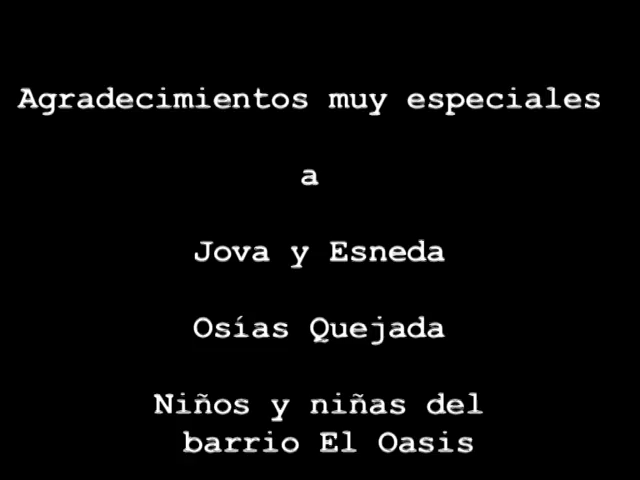 Agradecimientos muy especiales
a
Jova y Esneda
Osías Quejada
Niños y niñas del
barrio El Oasis